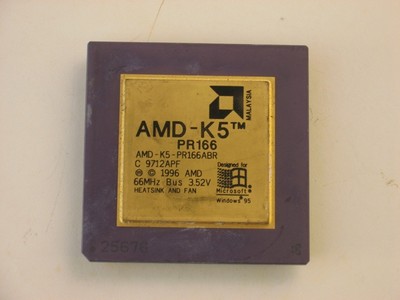 MALAYSIA
AMD-K5™
PR166
AMD-K5-PR166ABR
C 9712APF
Ⓜ © 1996 AMD
66MHz Bus 3.52V
HEATSINK AND FAN
Designed for
Microsoft®
Windows 95
25676